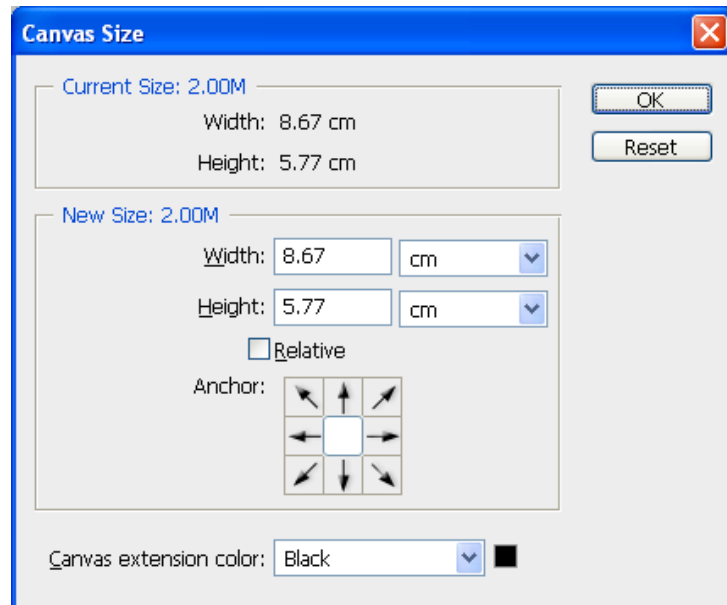 Canvas Size
Current Size: 2.00M
Width: 8.67 cm
Height: 5.77 cm
OK
Reset
New Size: 2.00M
Width: 8.67 cm
Height: 5.77 cm
Relative
Anchor:
Canvas extension color: Black